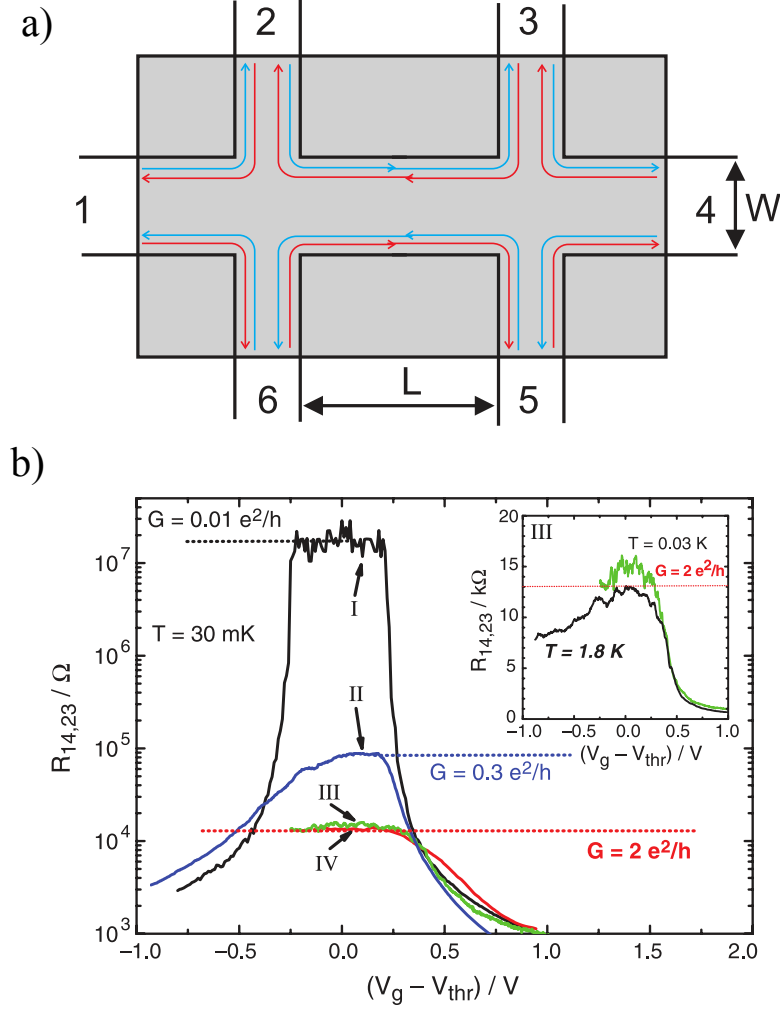 a)
2
3
1
4
W
L
6
5
b)
G = 0.01 e²/h
10⁷
I
T = 30 mK
10⁶
R₁₄,₂₃ / Ω
II
10⁵
G = 0.3 e²/h
III
10⁴
IV
G = 2 e²/h
10³
−1.0 −0.5 0.0 0.5 1.0 1.5 2.0
(Vg − Vthr) / V
III
T = 0.03 K
G = 2 e²/h
T = 1.8 K
R₁₄,₂₃ / kΩ
20
15
10
5
0
−1.0 −0.5 0.0 0.5 1.0
(Vg − Vthr) / V